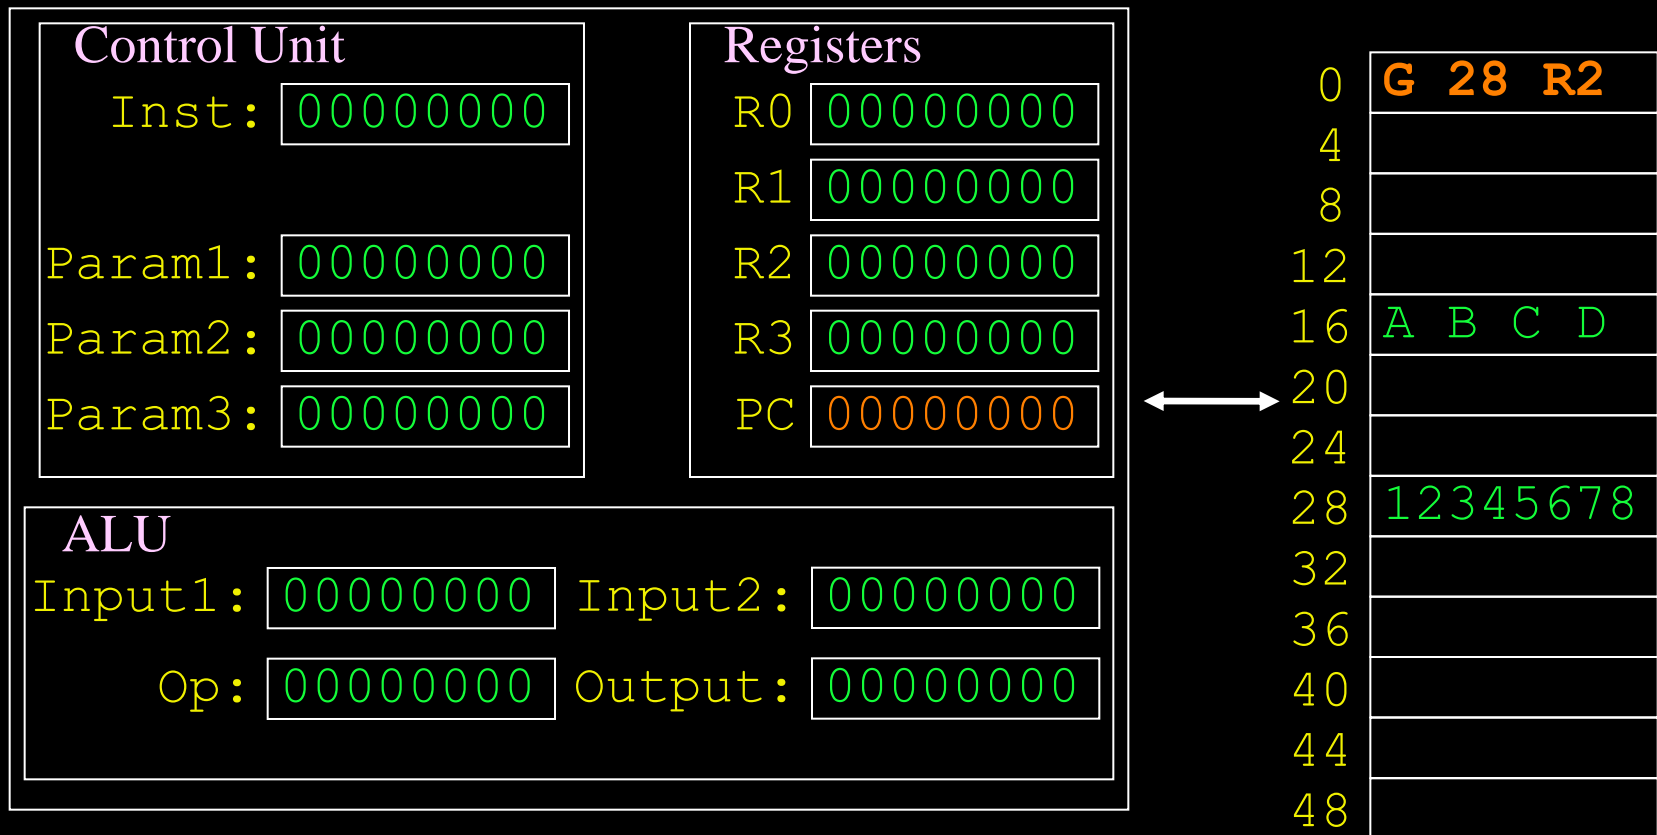 Control Unit
Inst: 00000000
Param1: 00000000
Param2: 00000000
Param3: 00000000
Registers
R0 00000000
R1 00000000
R2 00000000
R3 00000000
PC 00000000
ALU
Input1: 00000000 Input2: 00000000
Op: 00000000 Output: 00000000
0 G 28 R2
4
8
12
16 A B C D
20
24
28 12345678
32
36
40
44
48